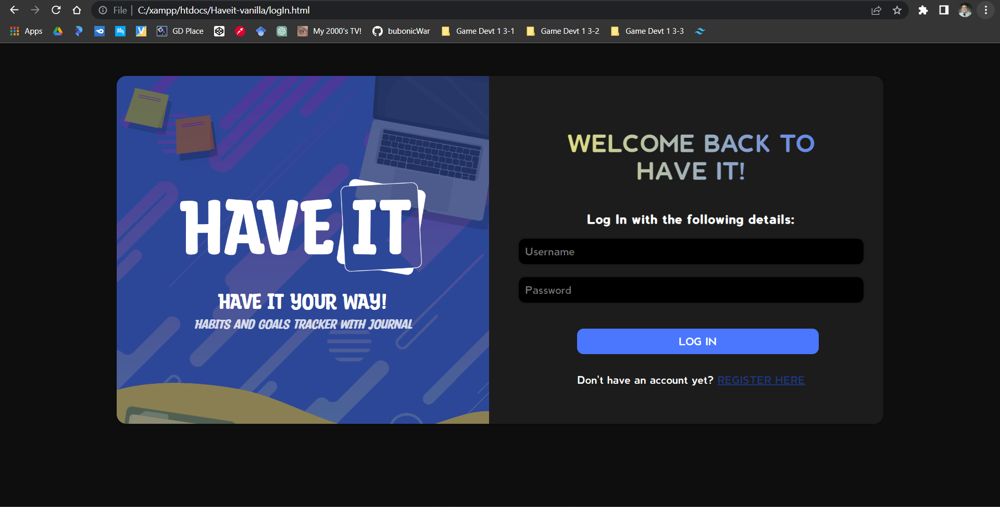 File | C:/xampp/htdocs/Haveit-vanilla/logIn.html
Apps GD Place My 2000's TV! bubonicWar Game Devt 1 3-1 Game Devt 1 3-2 Game Devt 1 3-3
HAVE IT
HAVE IT YOUR WAY!
HABITS AND GOALS TRACKER WITH JOURNAL
WELCOME BACK TO
HAVE IT!
Log In with the following details:
Username
Password
LOG IN
Don't have an account yet? REGISTER HERE